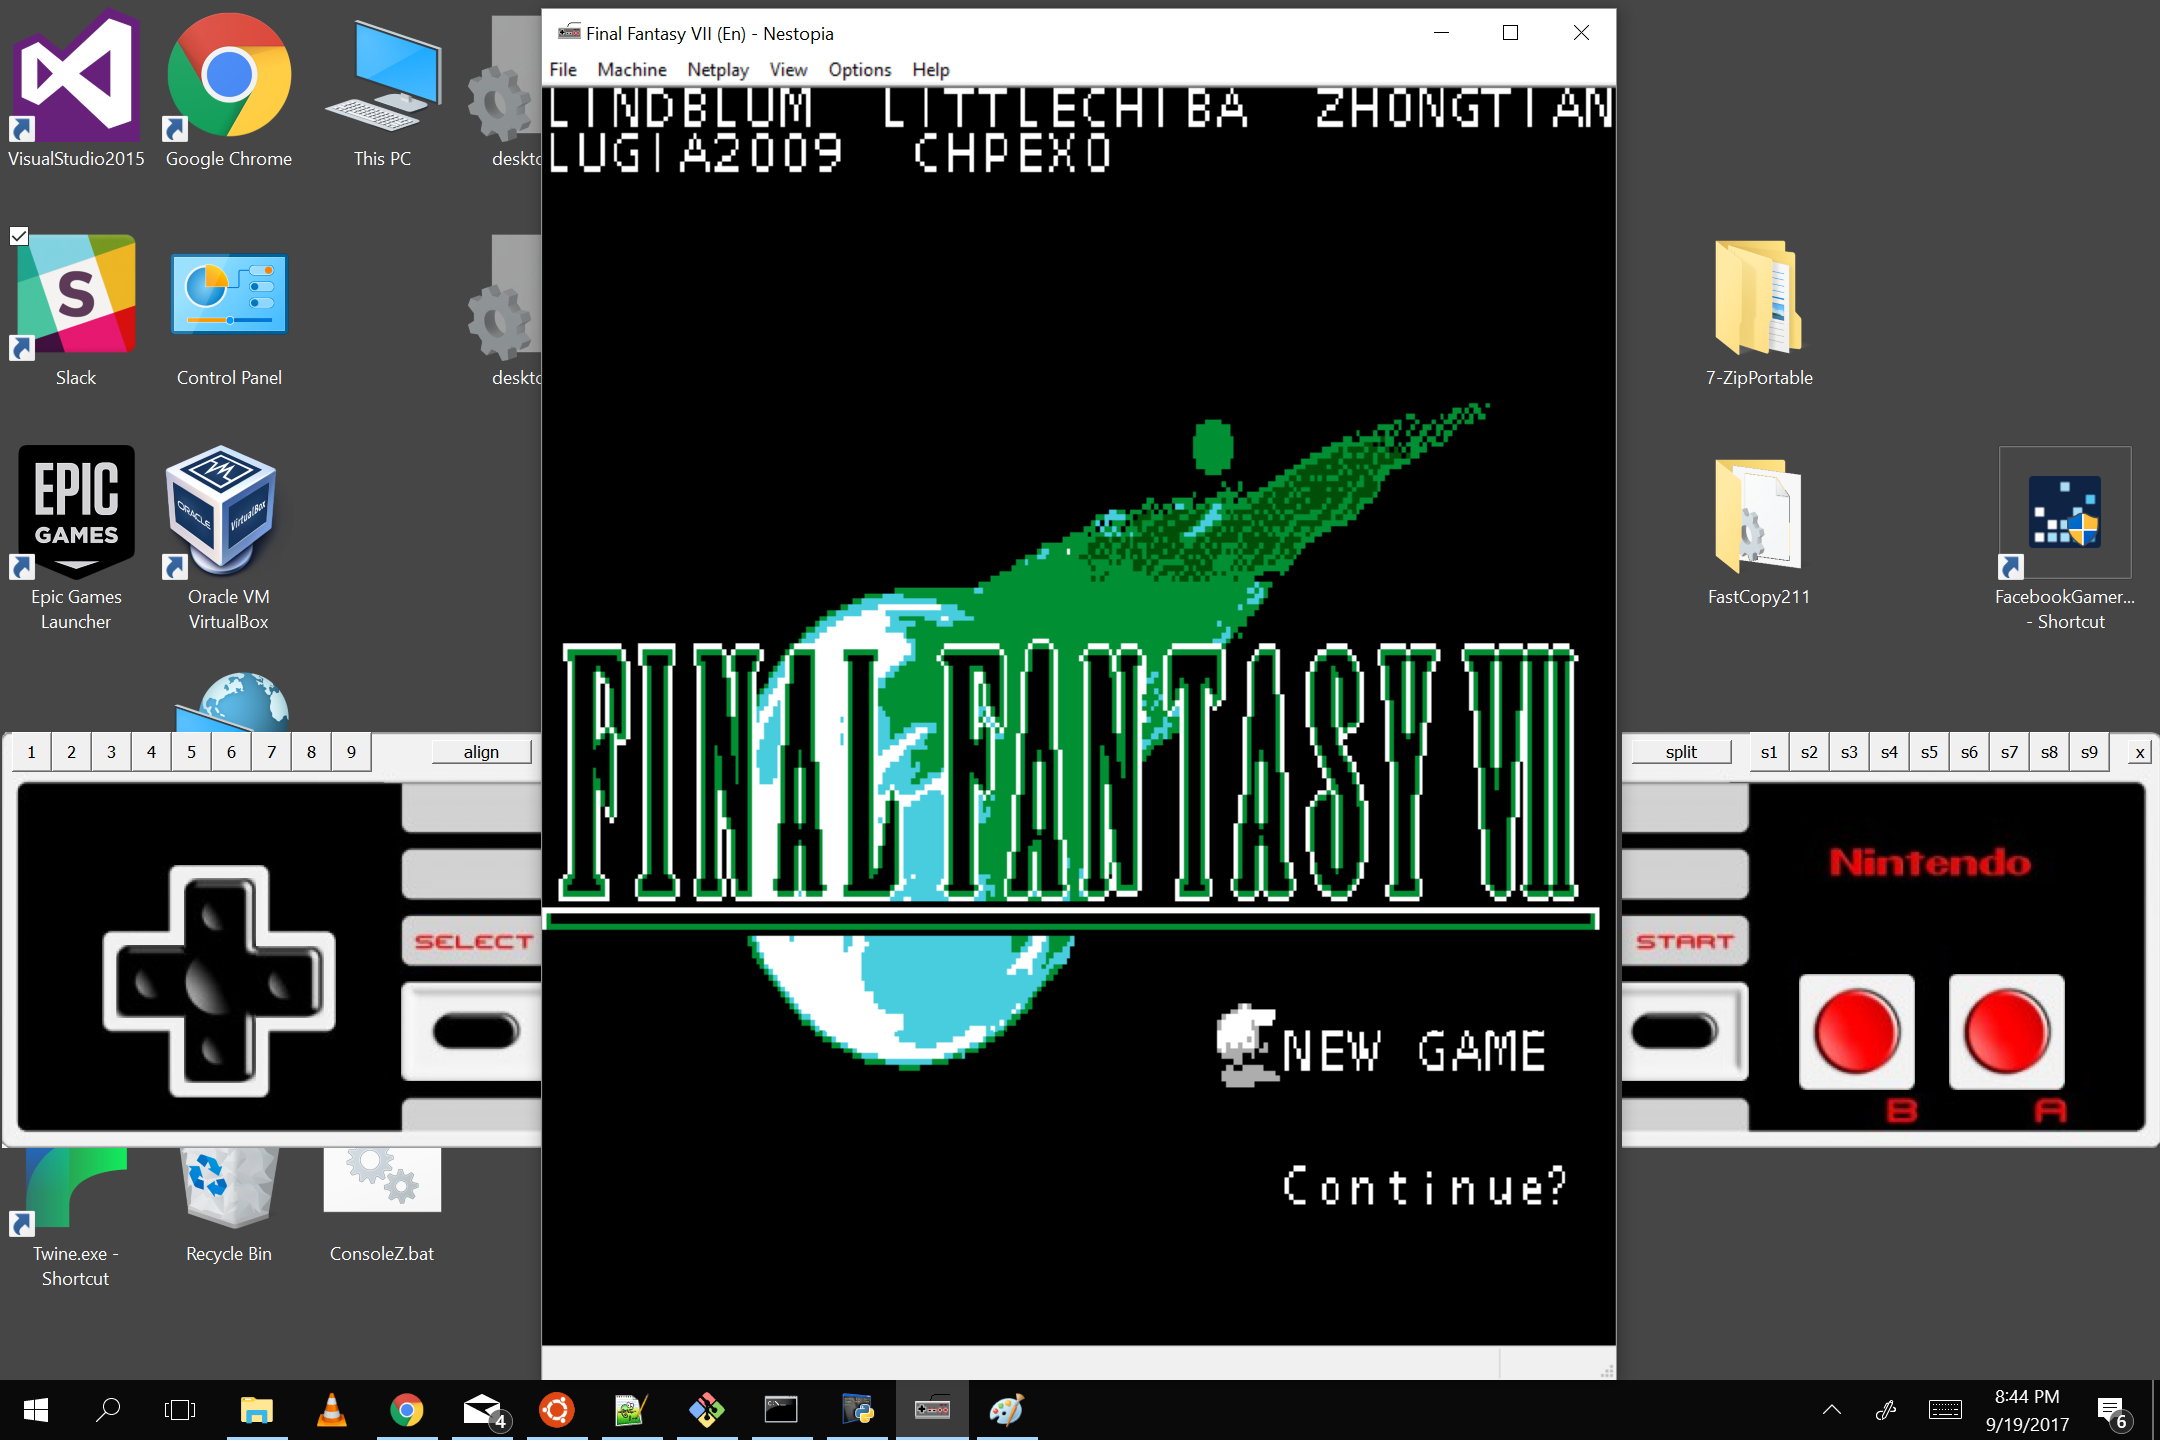 Final Fantasy VII (En) - Nestopia
File Machine Netplay View Options Help
LINDBLUM LITTLECHIBA ZHONGTIAN
LUGIA2009 CHPEXO
FINAL FANTASY VII
NEW GAME
Continue?
VisualStudio2015
Google Chrome
This PC
deskto
S
Slack
Control Panel
deskto
EPIC
GAMES
Epic Games
Launcher
ORACLE
VirtualBox
Oracle VM
VirtualBox
7-ZipPortable
FastCopy211
FacebookGamer...
- Shortcut
1 2 3 4 5 6 7 8 9 align
split s1 s2 s3 s4 s5 s6 s7 s8 s9 x
SELECT
START
Nintendo
B A
Twine.exe -
Shortcut
Recycle Bin
ConsoleZ.bat
4
8:44 PM
9/19/2017
6